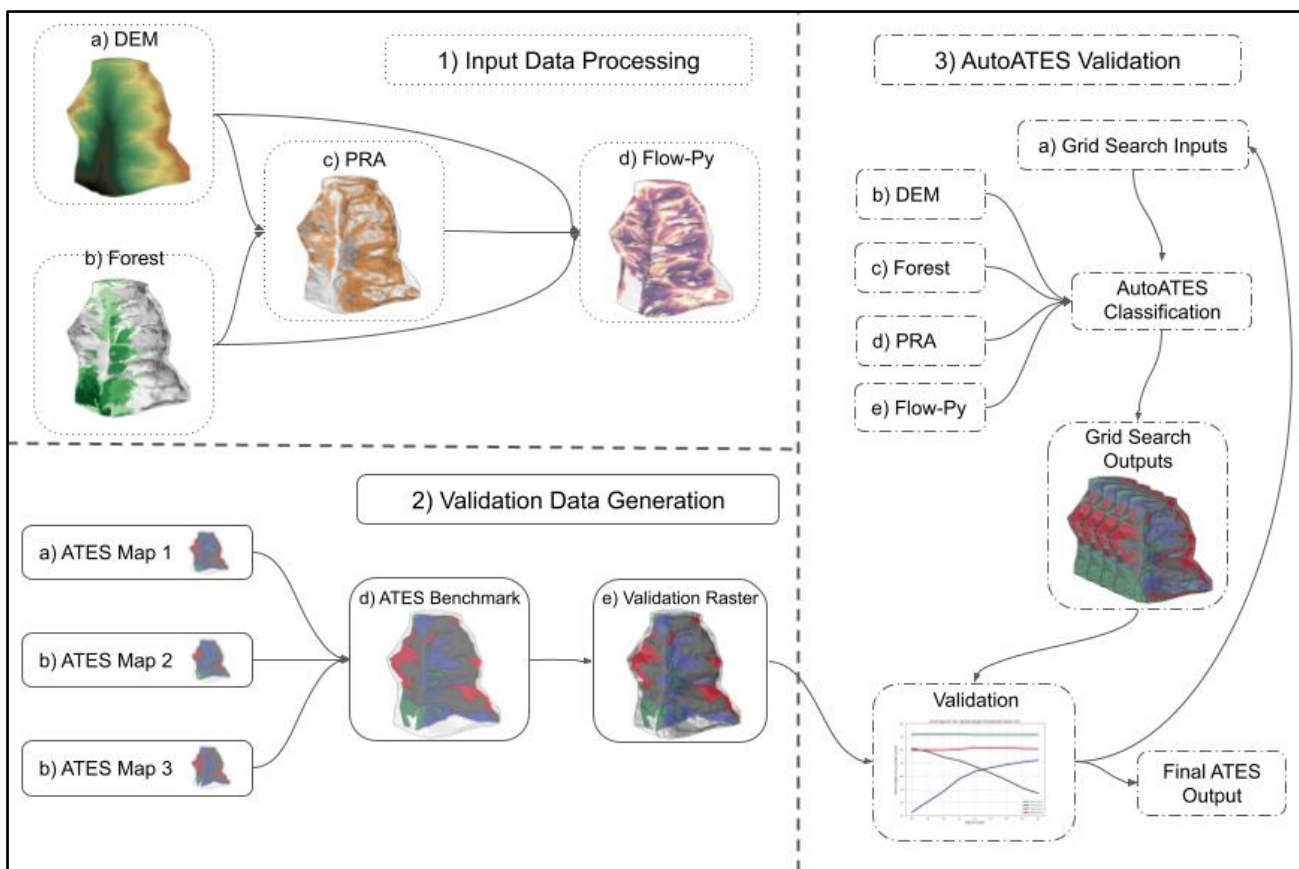 1) Input Data Processing
a) DEM
b) Forest
c) PRA
d) Flow-Py
2) Validation Data Generation
a) ATES Map 1
b) ATES Map 2
b) ATES Map 3
d) ATES Benchmark
e) Validation Raster
3) AutoATES Validation
a) Grid Search Inputs
b) DEM
c) Forest
d) PRA
e) Flow-Py
AutoATES
Classification
Grid Search
Outputs
Validation
Final ATES
Output